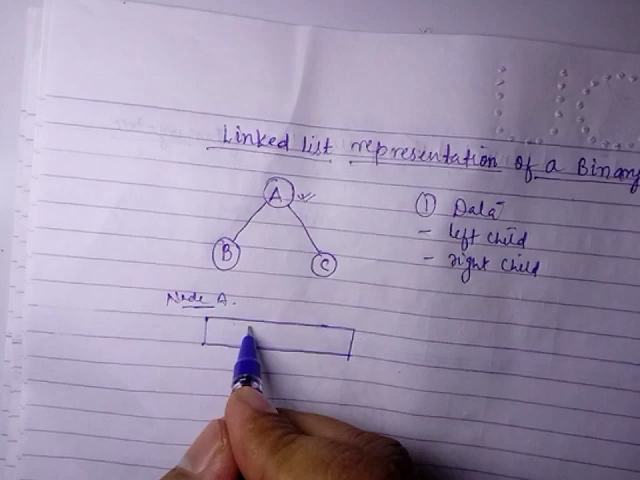 Linked list representation of a Binary
A
① Data
B
- left child
C
- right child
Node A.